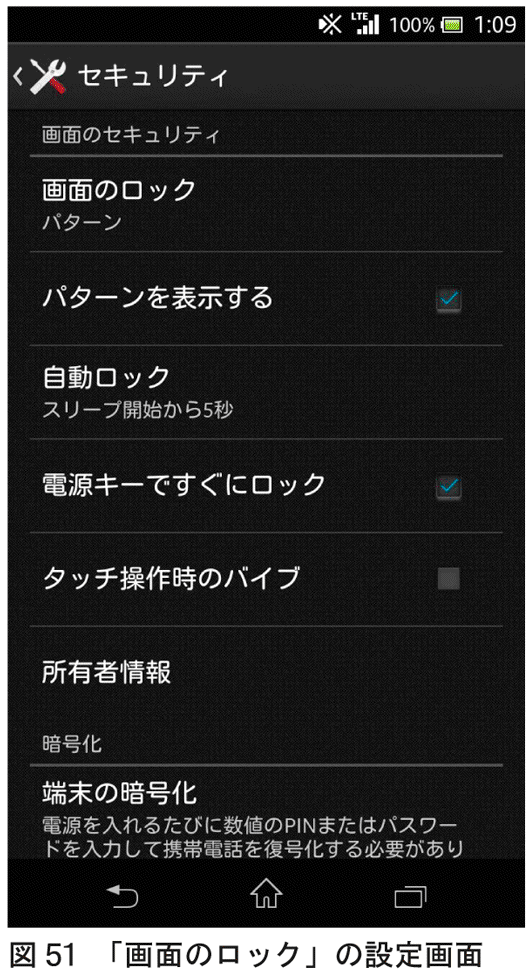 LTE 100% 1:09
セキュリティ
画面のセキュリティ
画面のロック
パターン
パターンを表示する
自動ロック
スリープ開始から5秒
電源キーですぐにロック
タッチ操作時のバイブ
所有者情報
暗号化
端末の暗号化
電源を入れるたびに数値のPINまたはパスワー
ドを入力して携帯電話を復号化する必要があり
図 51 「画面のロック」の設定画面